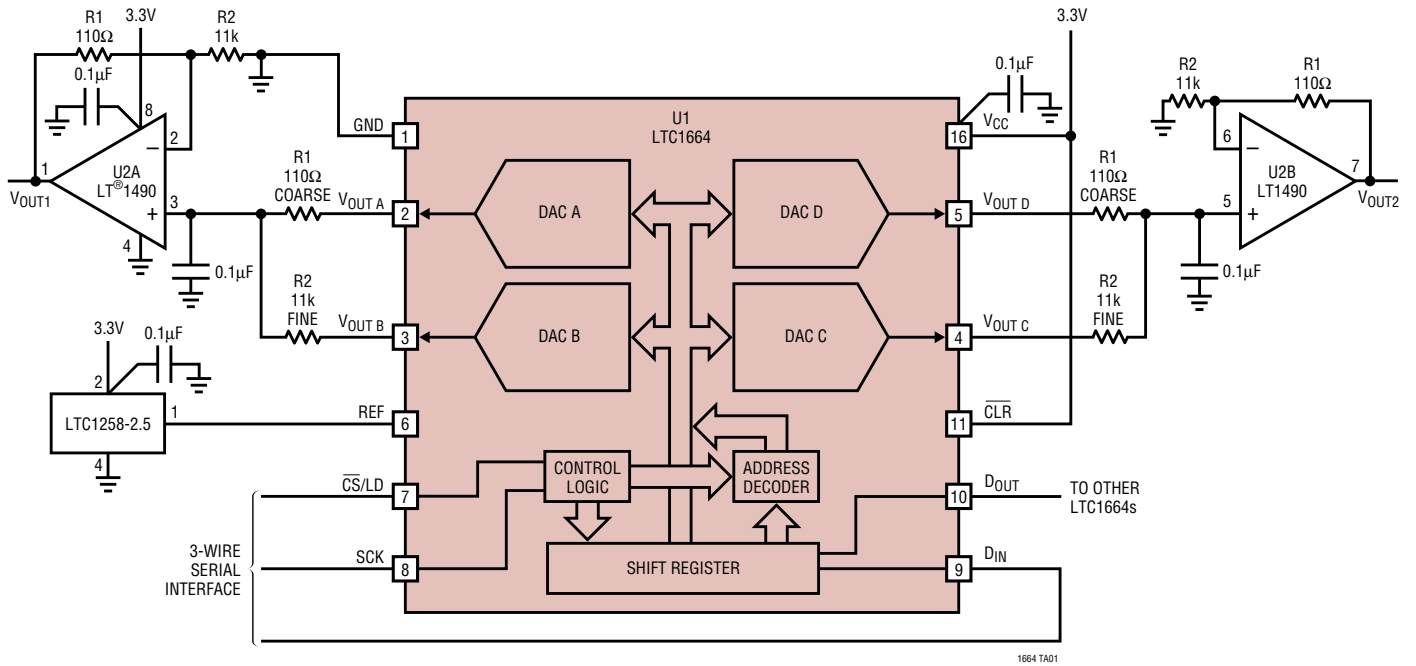 R1
110Ω
3.3V
R2
11k
0.1µF
8
2
−
U2A
LT®1490
1
VOUT1
3
+
4
0.1µF
R1
110Ω
COARSE
R2
11k
FINE
3.3V
0.1µF
2
LTC1258-2.5
1
4
GND
1
VOUT A
2
VOUT B
3
REF
6
CS/LD
7
SCK
8
3-WIRE
SERIAL
INTERFACE
U1
LTC1664
DAC A
DAC D
DAC B
DAC C
CONTROL
LOGIC
ADDRESS
DECODER
SHIFT REGISTER
3.3V
0.1µF
16
VCC
5
VOUT D
4
VOUT C
11
CLR
10
DOUT
TO OTHER
LTC1664s
9
DIN
R1
110Ω
COARSE
R2
11k
FINE
R2
11k
R1
110Ω
6
−
U2B
LT1490
7
VOUT2
5
+
0.1µF
1664 TA01